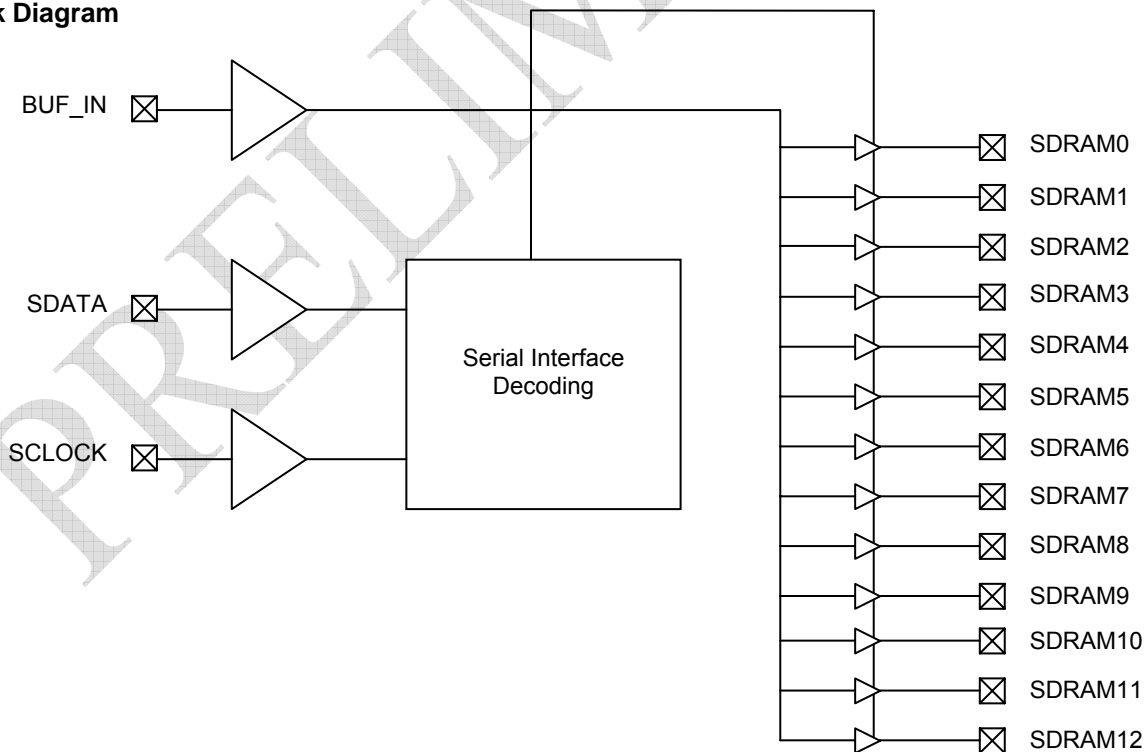 k Diagram
BUF_IN
SDATA
SCLOCK
Serial Interface
Decoding
SDRAM0
SDRAM1
SDRAM2
SDRAM3
SDRAM4
SDRAM5
SDRAM6
SDRAM7
SDRAM8
SDRAM9
SDRAM10
SDRAM11
SDRAM12
PRELIM